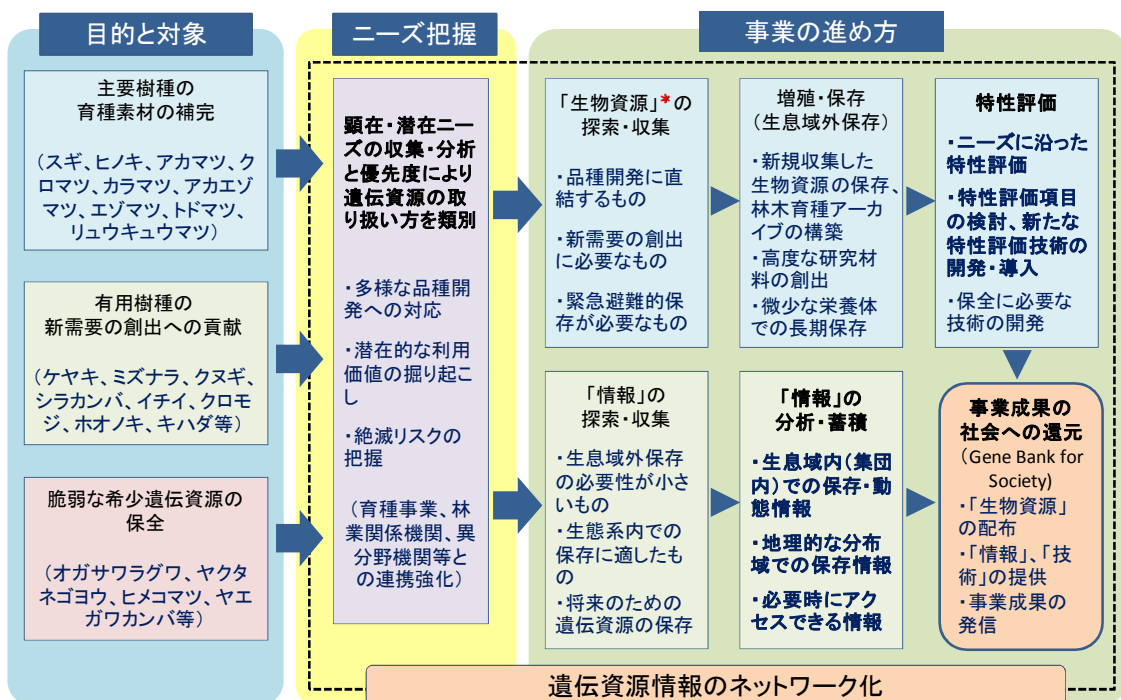 目的と対象
主要樹種の
育種素材の補完
（スギ、ヒノキ、アカマツ、ク
ロマツ、カラマツ、アカエゾ
マツ、エゾマツ、トドマツ、
リュウキュウマツ）
有用樹種の
新需要の創出への貢献
（ケヤキ、ミズナラ、クヌギ、
シラカンバ、イチイ、クロモ
ジ、ホオノキ、キハダ等）
脆弱な希少遺伝資源の
保全
（オガサワラグワ、ヤクタ
ネゴヨウ、ヒメコマツ、ヤエ
ガワカンバ等）
ニーズ把握
顕在・潜在ニー
ズの収集・分析
と優先度により
遺伝資源の取
り扱い方を類別
・多様な品種開
発への対応
・潜在的な利用
価値の掘り起こ
し
・絶滅リスクの
把握
（育種事業、林
業関係機関、異
分野機関等と
の連携強化）
事業の進め方
「生物資源」*の
探索・収集
・品種開発に直
結するもの
・新需要の創出
に必要なもの
・緊急避難的保
存が必要なもの
増殖・保存
（生息域外保存）
・新規収集した
生物資源の保存、
林木育種アーカ
イブの構築
・高度な研究材
料の創出
・微少な栄養体
での長期保存
特性評価
・ニーズに沿った
特性評価
・特性評価項目
の検討、新たな
特性評価技術の
開発・導入
・保全に必要な
技術の開発
「情報」の
探索・収集
・生息域外保存
の必要性が小さ
いもの
・生態系内での
保存に適したも
の
・将来のための
遺伝資源の保存
「情報」の
分析・蓄積
・生息域内（集団
内）での保存・動
態情報
・地理的な分布
域での保存情報
・必要時にアク
セスできる情報
事業成果の
社会への還元
（Gene Bank for
Society)
・「生物資源」
の配布
・「情報」、「技
術」の提供
・事業成果の
発信
遺伝資源情報のネットワーク化